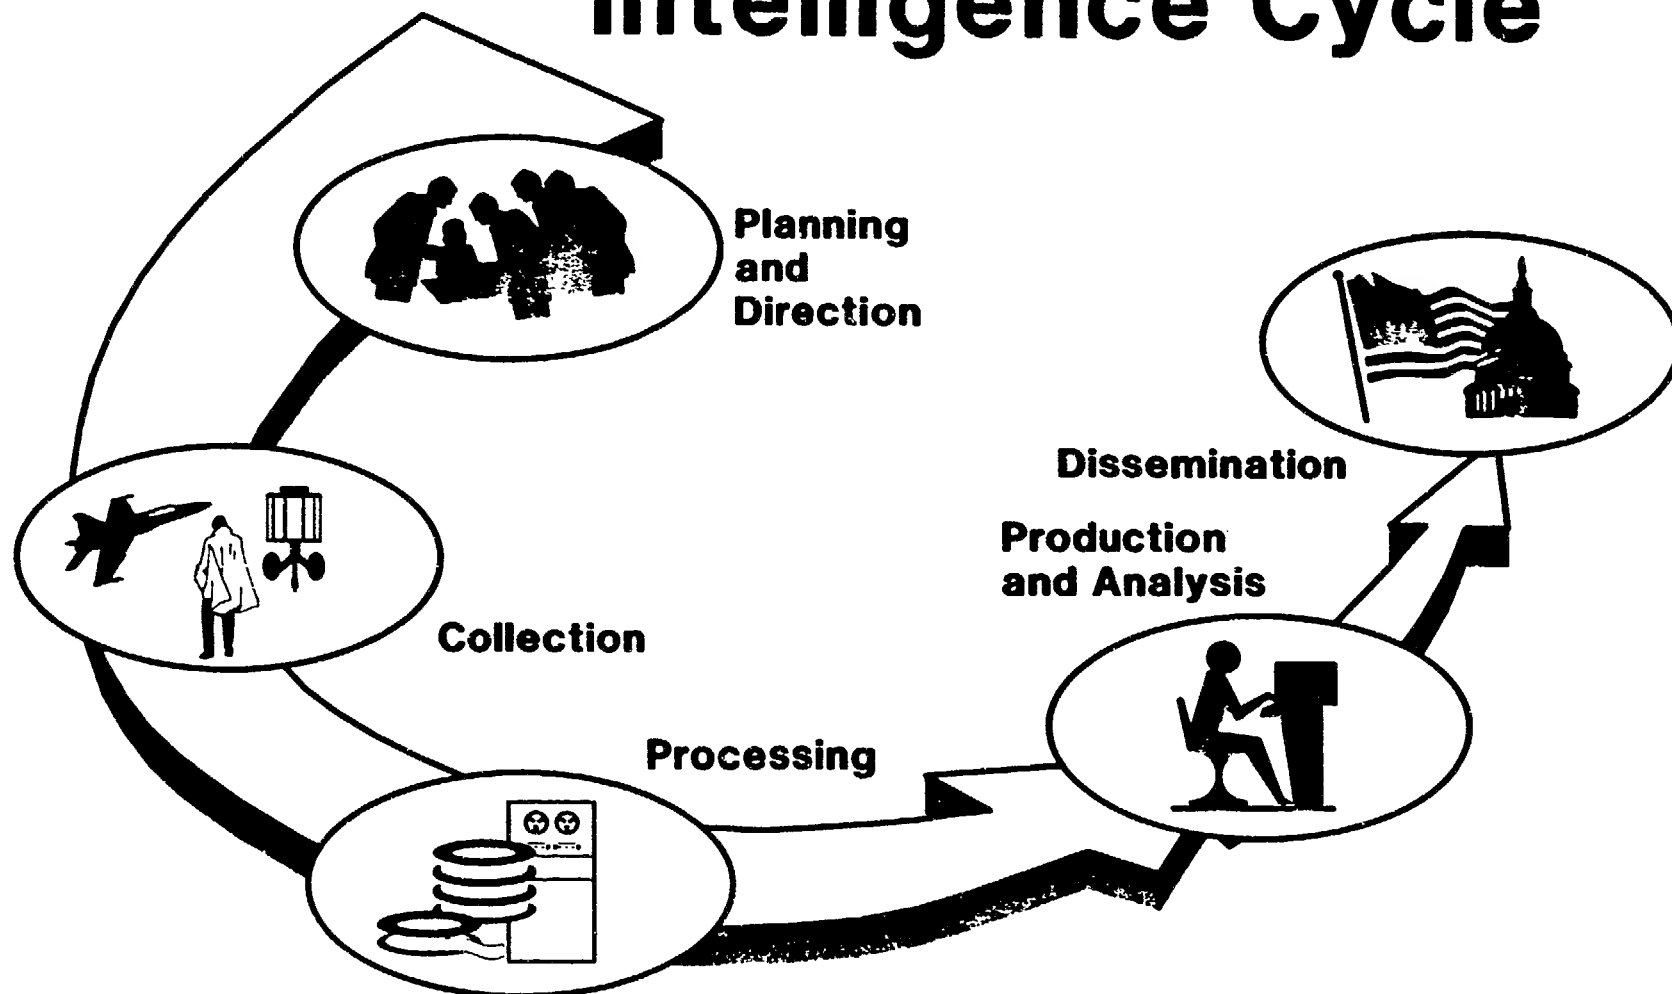 Intelligence Cycle
Planning
and
Direction
Dissemination
Production
and Analysis
Collection
Processing